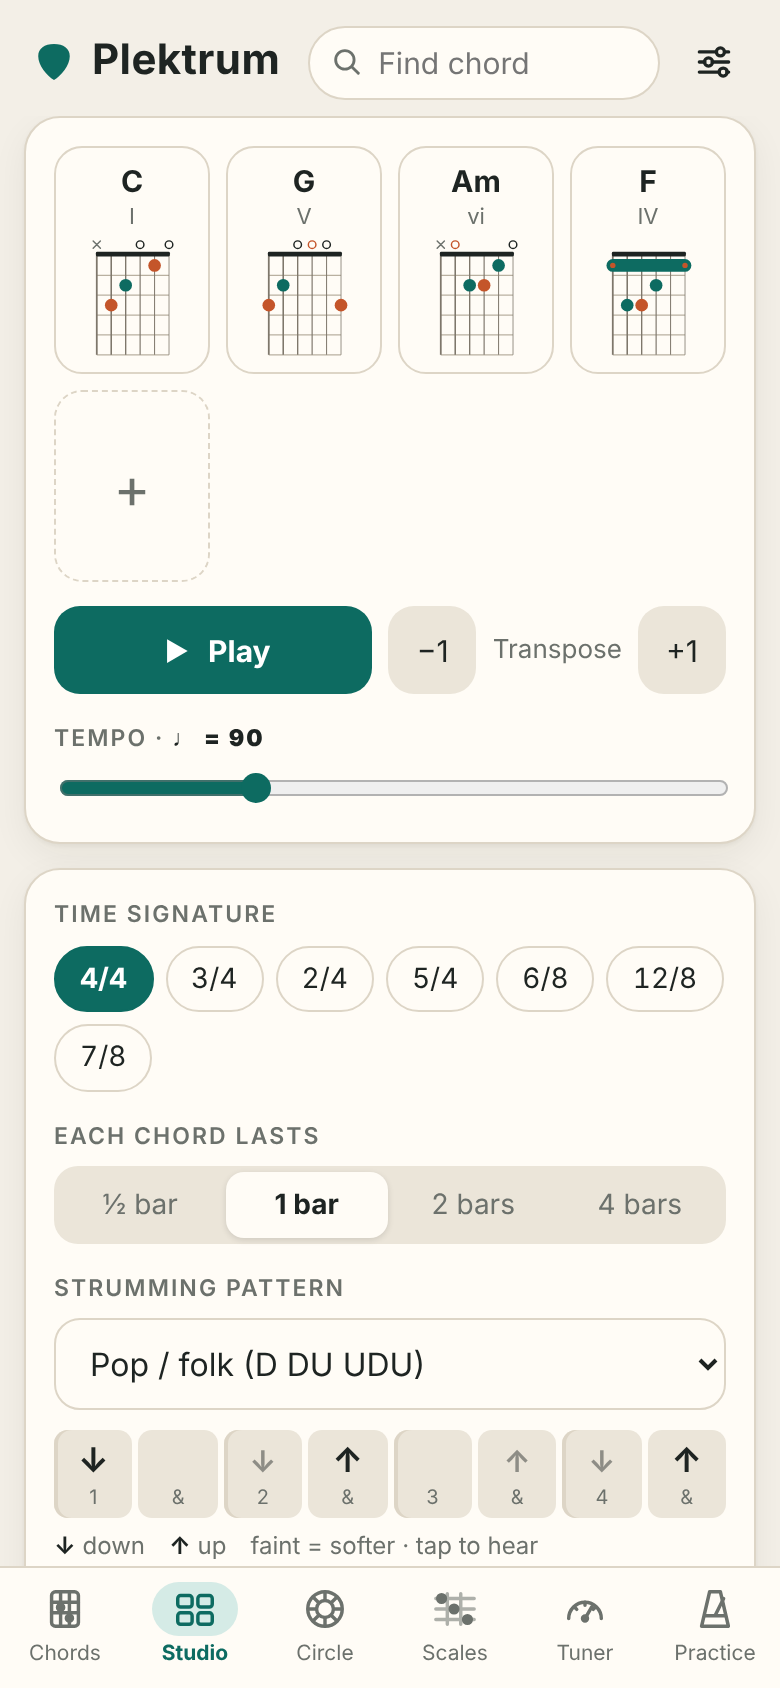 Plektrum
Find chord
C G Am F
I V vi IV
+
Play −1 Transpose +1
TEMPO · ♩ = 90
TIME SIGNATURE
4/4 3/4 2/4 5/4 6/8 12/8
7/8
EACH CHORD LASTS
½ bar 1 bar 2 bars 4 bars
STRUMMING PATTERN
Pop / folk (D DU UDU)
↓ ↓ ↑ ↑ ↓ ↑
1 & 2 & 3 & 4 &
↓ down ↑ up faint = softer · tap to hear
Chords Studio Circle Scales Tuner Practice